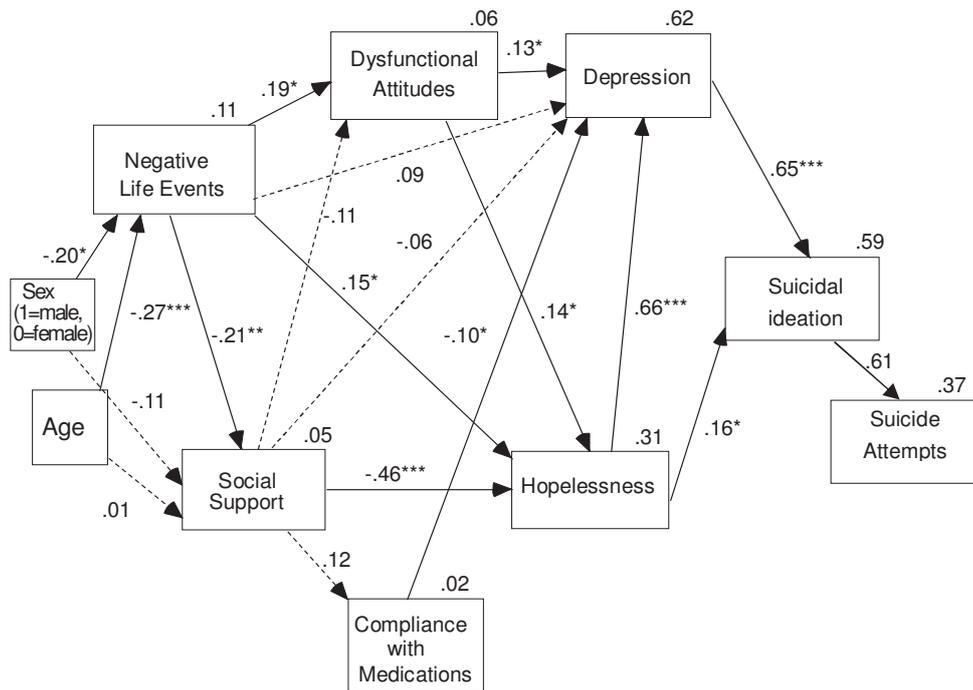 .06
.62
Dysfunctional
Attitudes
.13*
Depression
.19*
.11
Negative
Life Events
.09
-.11
-.06
.65***
-.20*
Sex
(1=male,
0=female)
-.27***
-.21**
.15*
-.10*
.14*
.66***
.59
Suicidal
ideation
.61
.37
Suicide
Attempts
Age
-.11
.05
.31
.16*
Social
Support
-.46***
Hopelessness
.01
.12
.02
Compliance
with
Medications